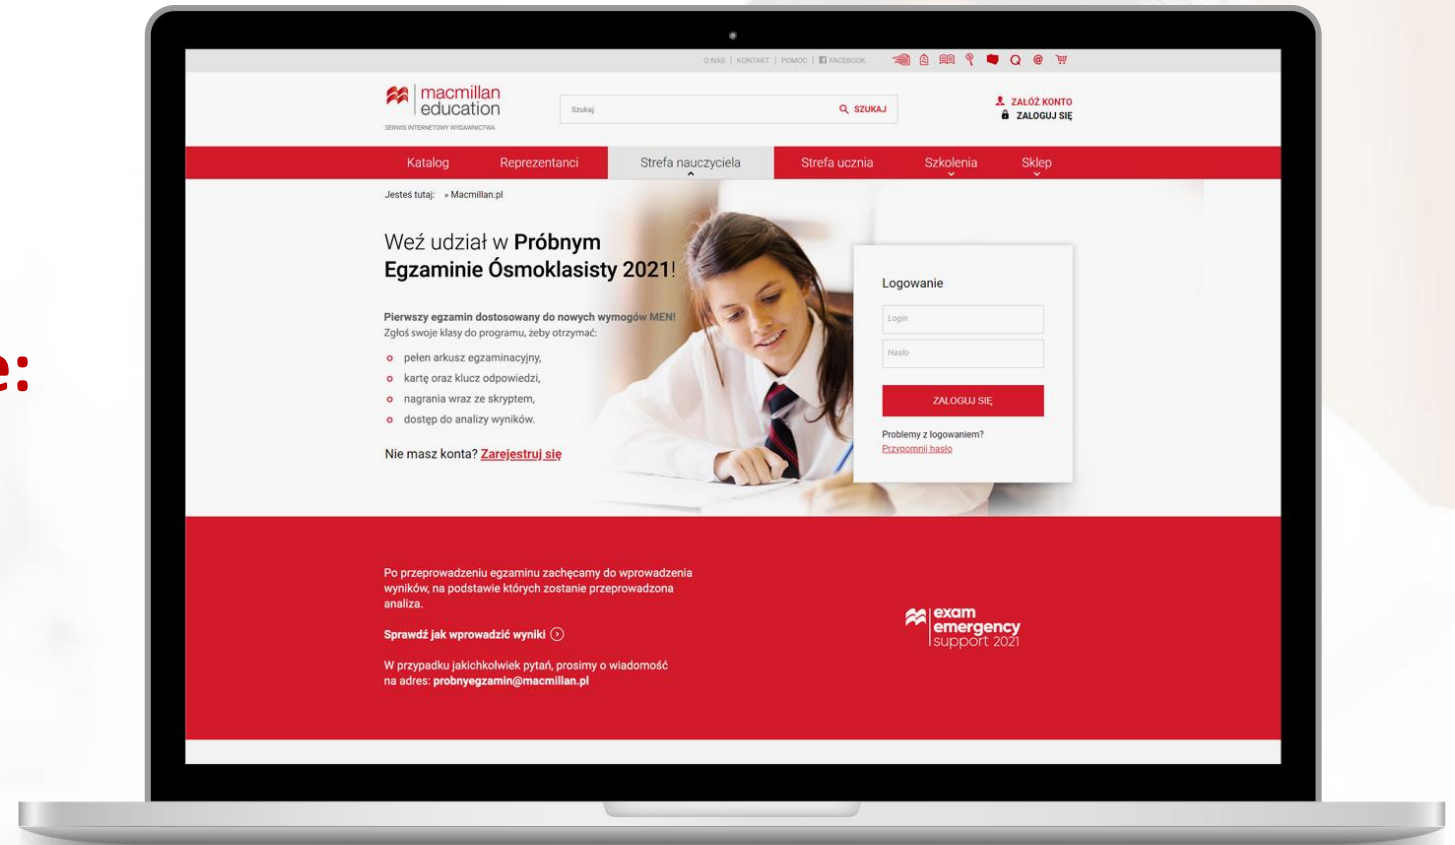 e:
O NAS | KONTAKT | POMOC | FACEBOOK
macmillan
education
SERWIS INTERNETOWY WYDAWNICTWA
Szukaj
SZUKAJ
ZAŁÓŻ KONTO
ZALOGUJ SIĘ
Katalog Reprezentanci Strefa nauczyciela Strefa ucznia Szkolenia Sklep
Jesteś tutaj: » Macmillan.pl
Weź udział w Próbnym
Egzaminie Ósmoklasisty 2021!
Pierwszy egzamin dostosowany do nowych wymogów MEN!
Zgłoś swoje klasy do programu, żeby otrzymać:
pełen arkusz egzaminacyjny,
kartę oraz klucz odpowiedzi,
nagrania wraz ze skryptem,
dostęp do analizy wyników.
Nie masz konta? Zarejestruj się
Logowanie
Login
Hasło
ZALOGUJ SIĘ
Problemy z logowaniem?
Przypomnij hasło
Po przeprowadzeniu egzaminu zachęcamy do wprowadzenia
wyników, na podstawie których zostanie przeprowadzona
analiza.
Sprawdź jak wprowadzić wyniki
W przypadku jakichkolwiek pytań, prosimy o wiadomość
na adres: probnyegzamin@macmillan.pl
exam
emergency
support 2021